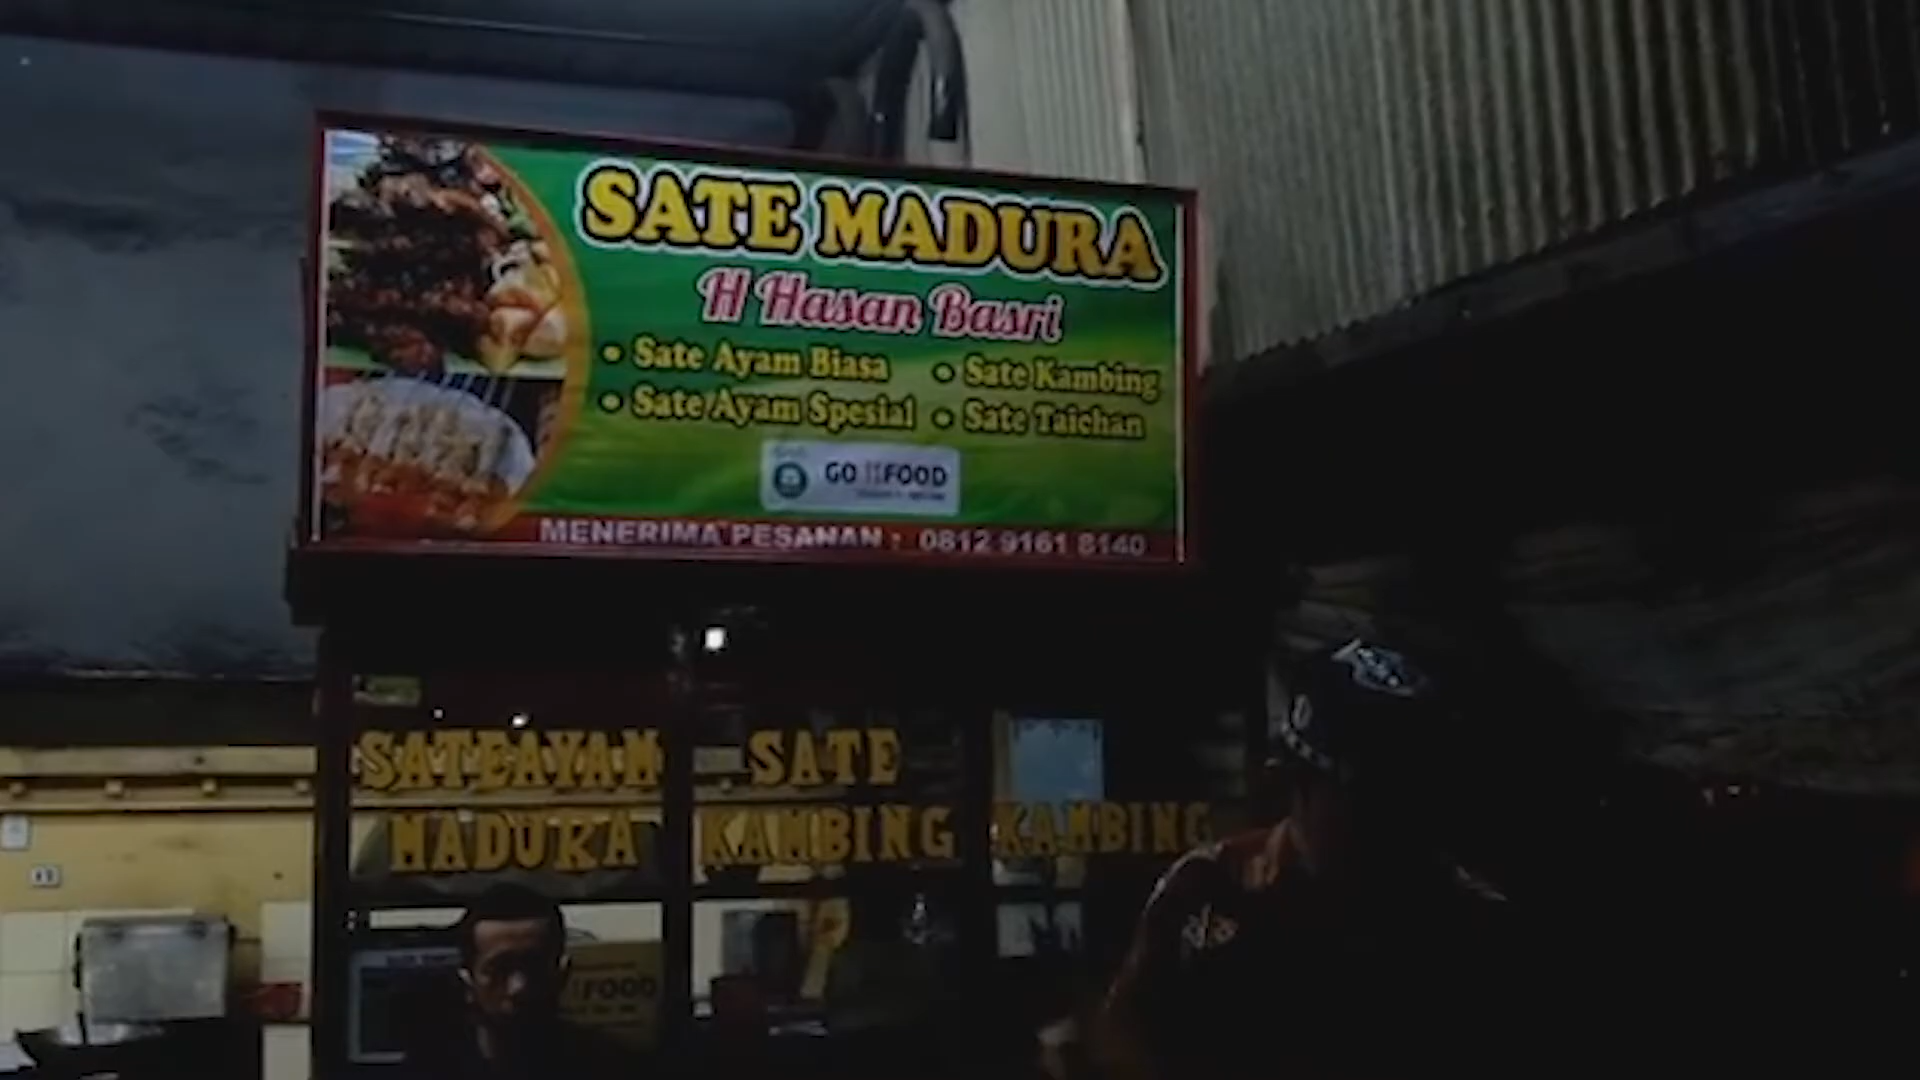 SATE MADURA
H Hasan Basri
• Sate Ayam Biasa
• Sate Ayam Spesial
• Sate Kambing
• Sate Taichan
GO FOOD
MENERIMA PESANAN : 0812 9161 8140
SATE AYAM
MADURA
SATE
KAMBING
KAMBING
FOOD